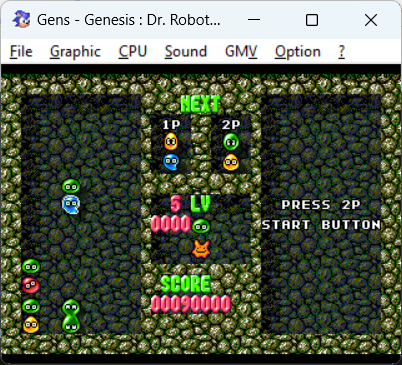 Gens - Genesis : Dr. Robot...
File Graphic CPU Sound GMV Option ?
NEXT
1P 2P
S LV
0000
PRESS 2P
START BUTTON
SCORE
00090000